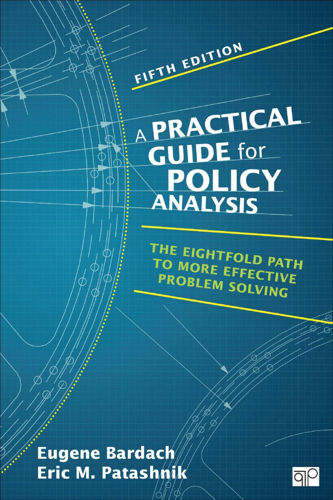 FIFTH EDITION
A PRACTICAL
GUIDE for
POLICY
ANALYSIS
THE EIGHTFOLD PATH
TO MORE EFFECTIVE
PROBLEM SOLVING
Eugene Bardach
Eric M. Patashnik